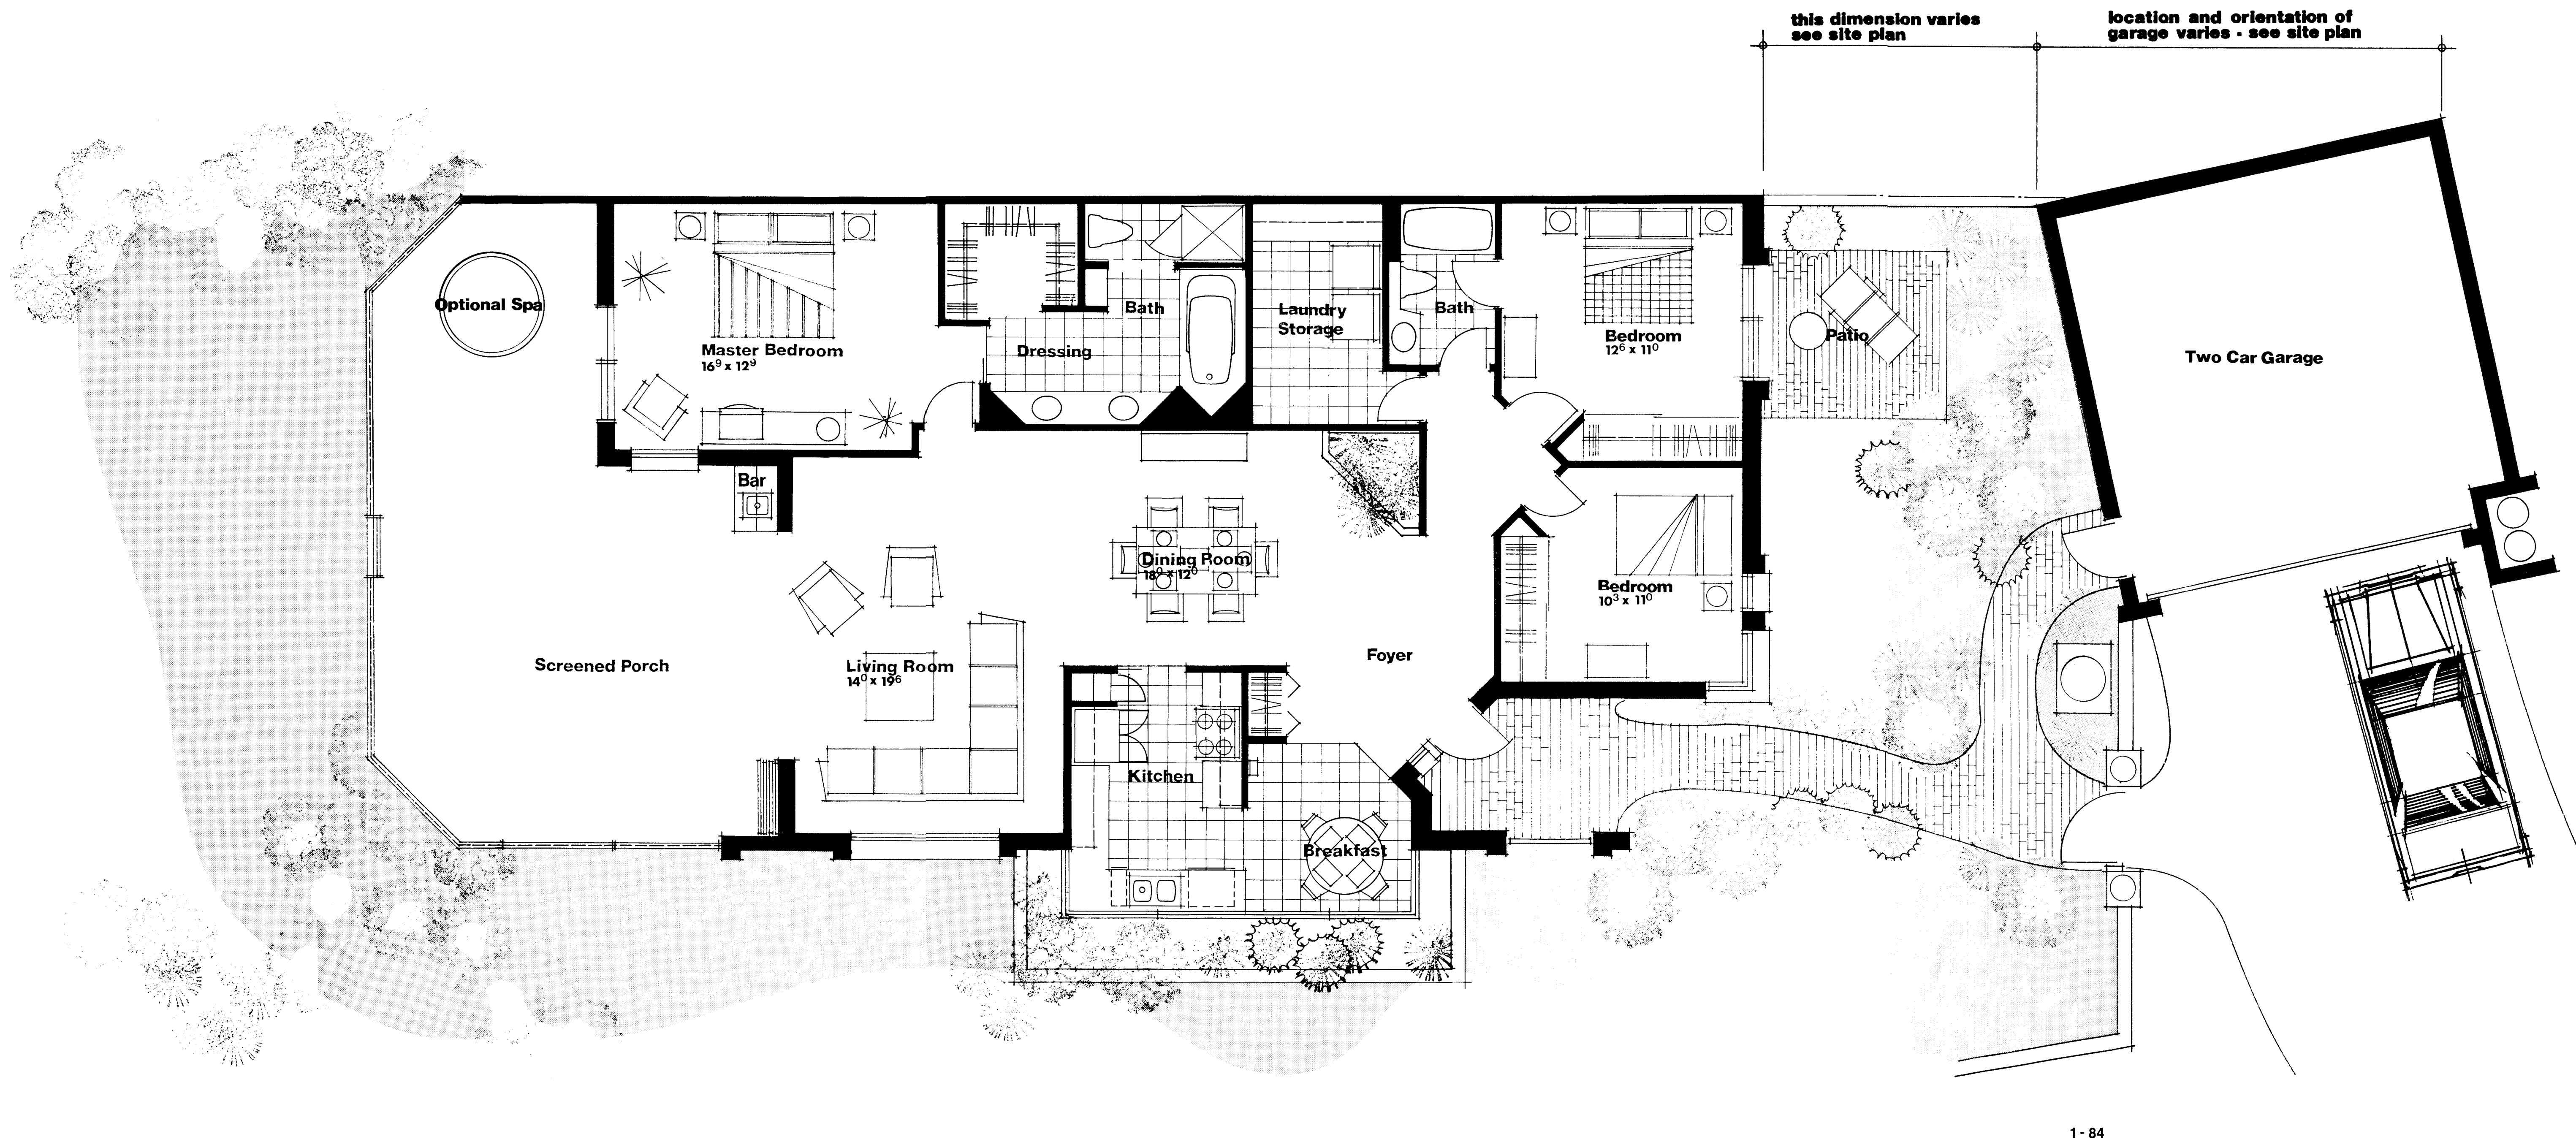 this dimension varies
see site plan
location and orientation of
garage varies - see site plan
Optional Spa
Master Bedroom
16⁹ x 12⁹
Dressing
Bath
Laundry
Storage
Bath
Bedroom
12⁶ x 11⁰
Patio
Two Car Garage
Bar
Dining Room
18⁰ x 12⁰
Bedroom
10³ x 11⁰
Screened Porch
Living Room
14⁰ x 19⁶
Foyer
Kitchen
Breakfast
1 - 84